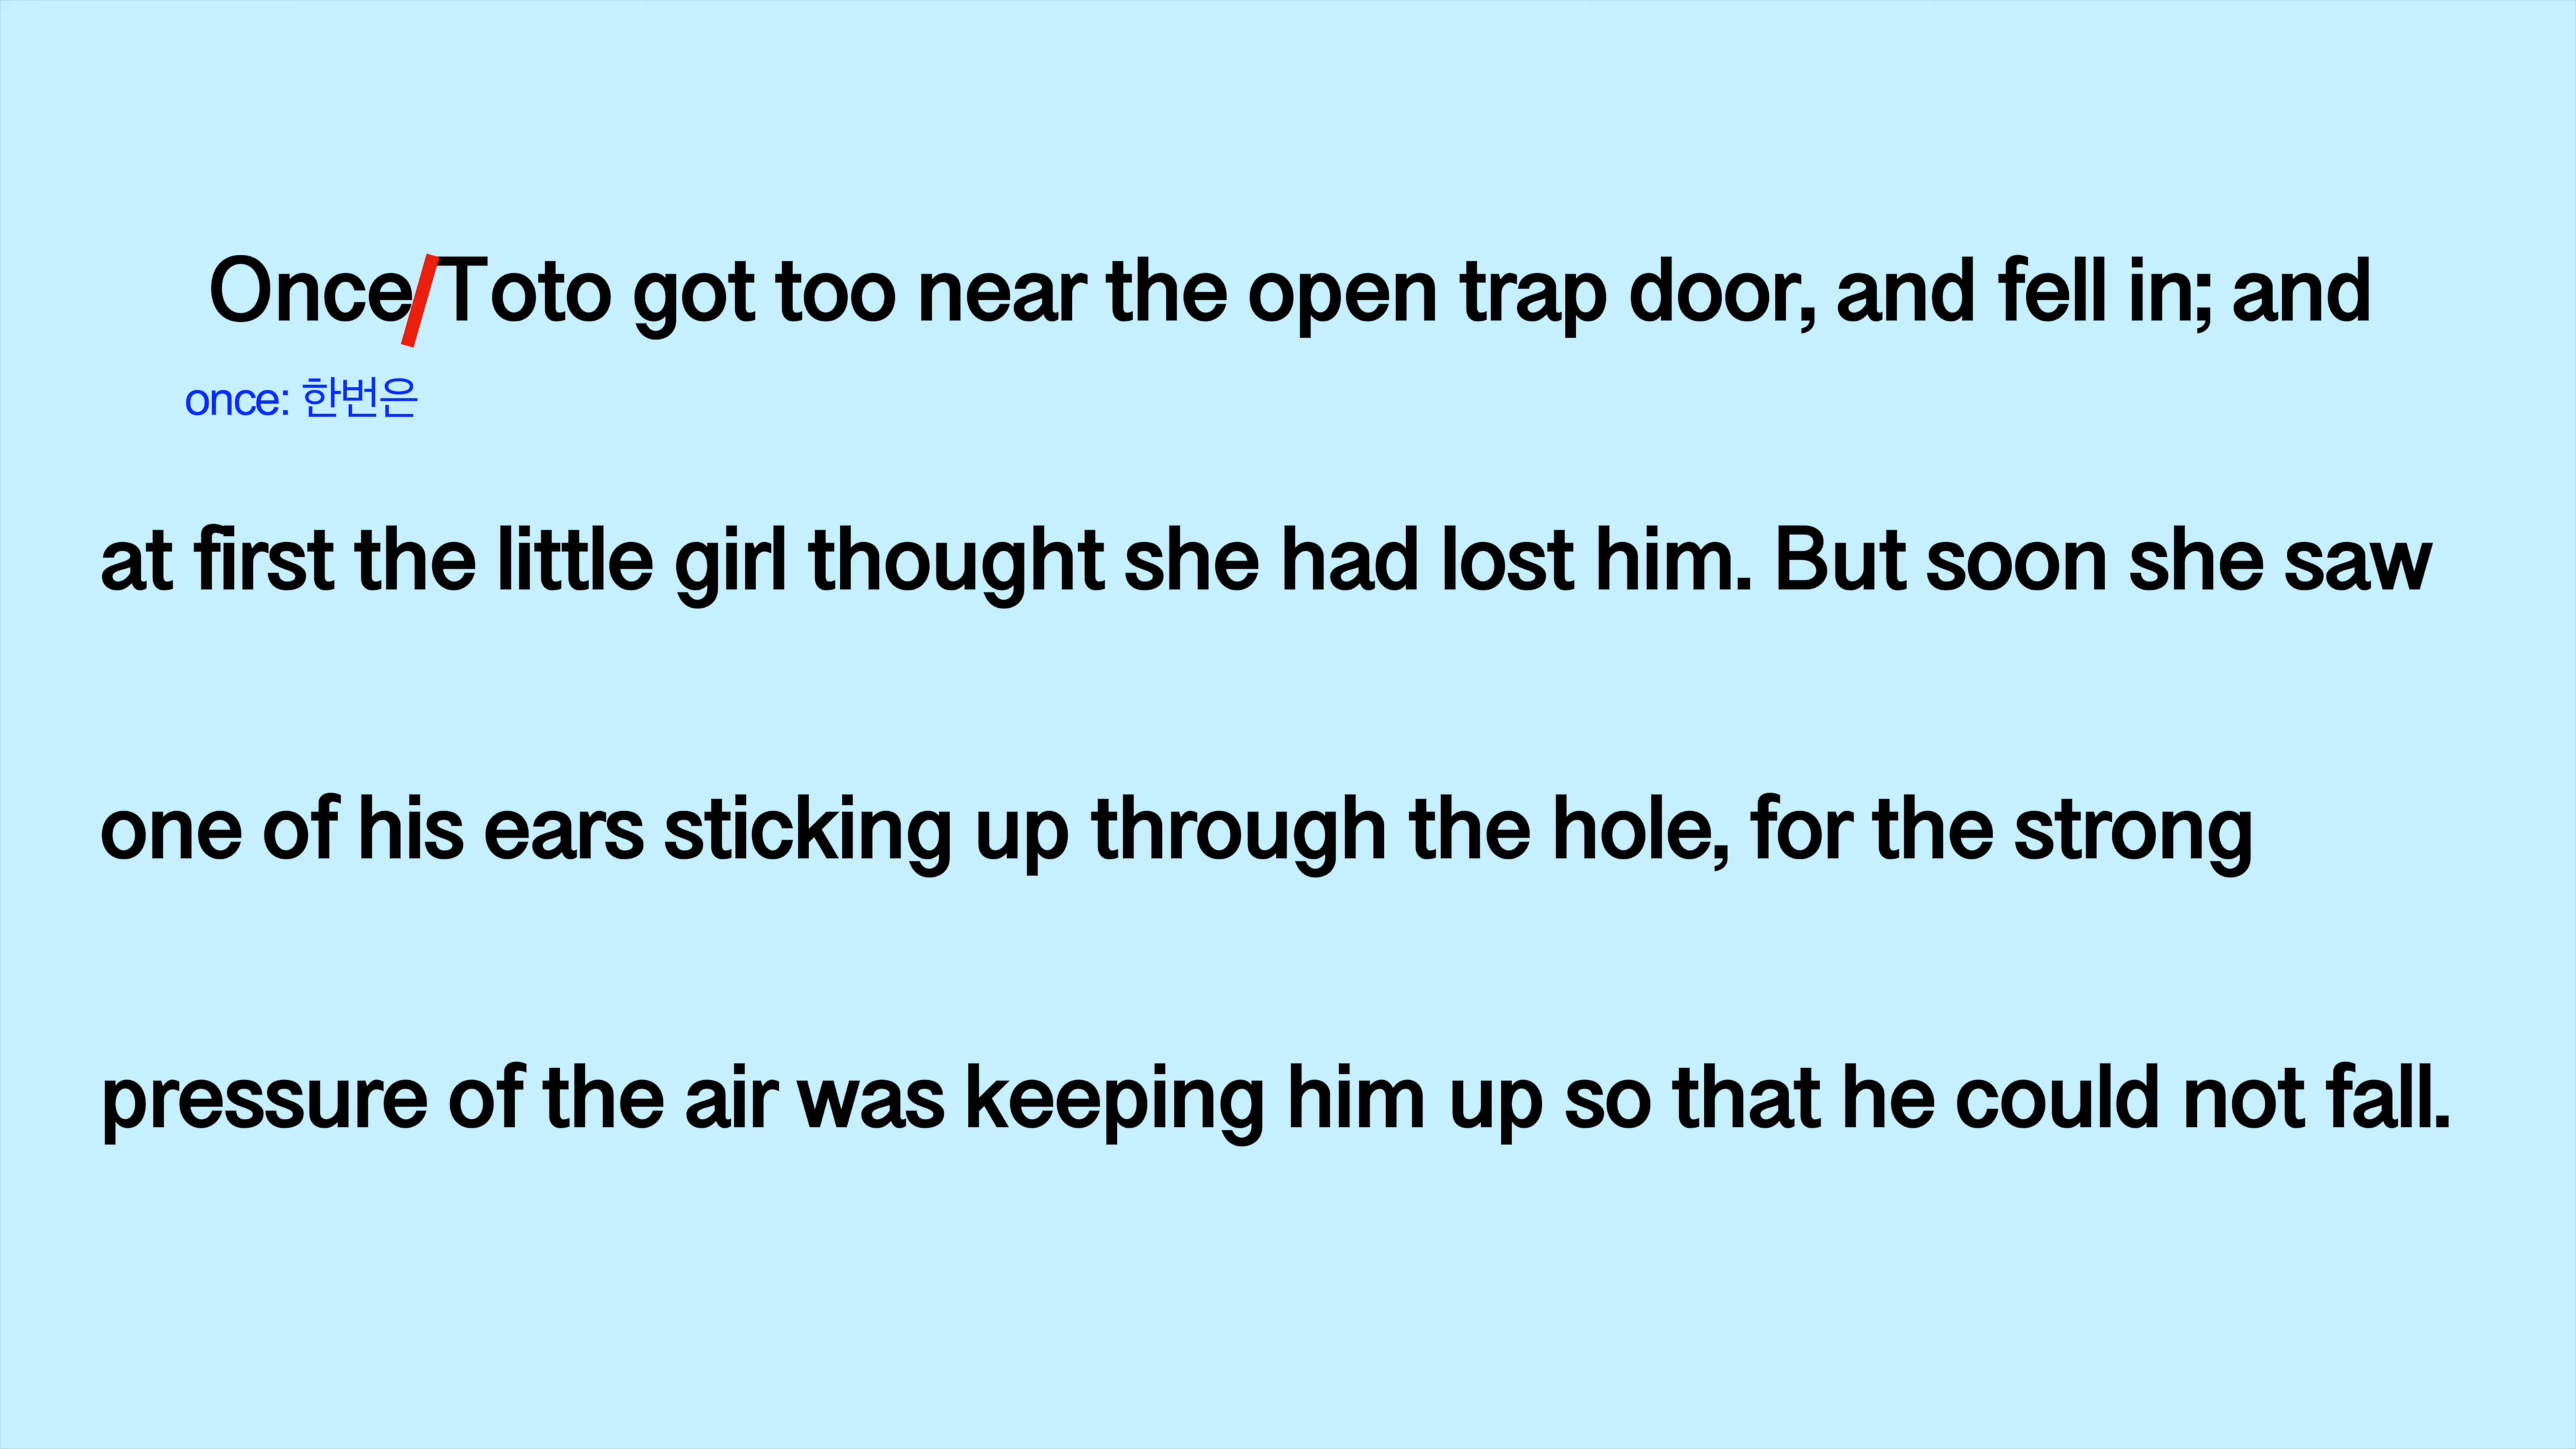 Once/Toto got too near the open trap door, and fell in; and
once: 한번은
at first the little girl thought she had lost him. But soon she saw
one of his ears sticking up through the hole, for the strong
pressure of the air was keeping him up so that he could not fall.